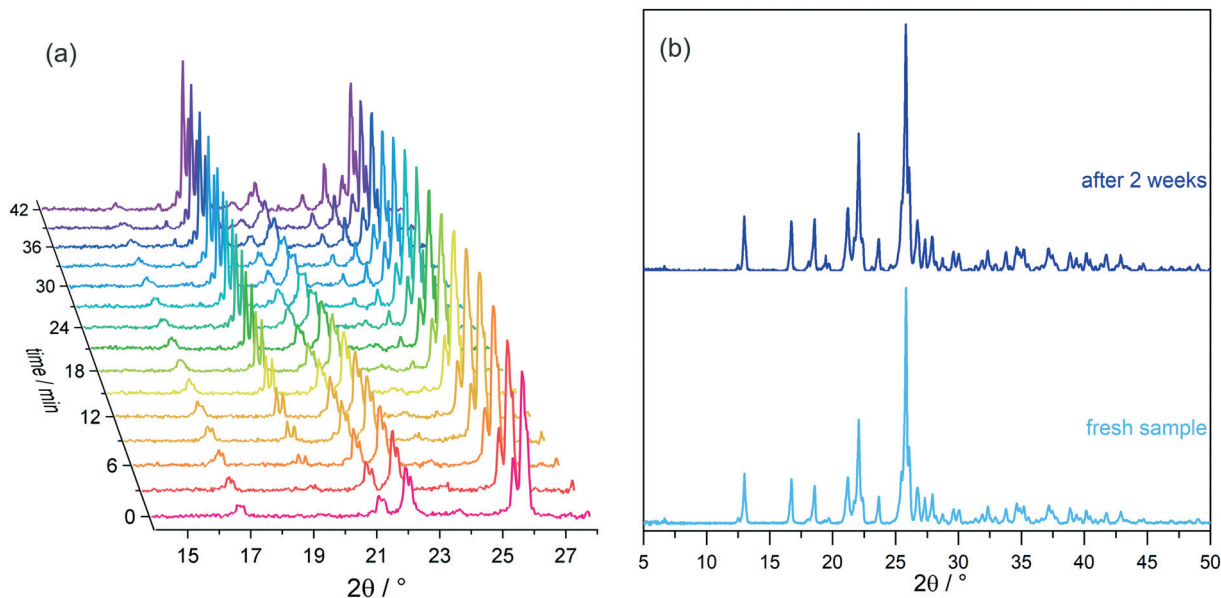 (a)
42
36
30
24
18
12
6
0
time / min
15 17 19 21 23 25 27
2θ / °
(b)
after 2 weeks
fresh sample
5 10 15 20 25 30 35 40 45 50
2θ / °